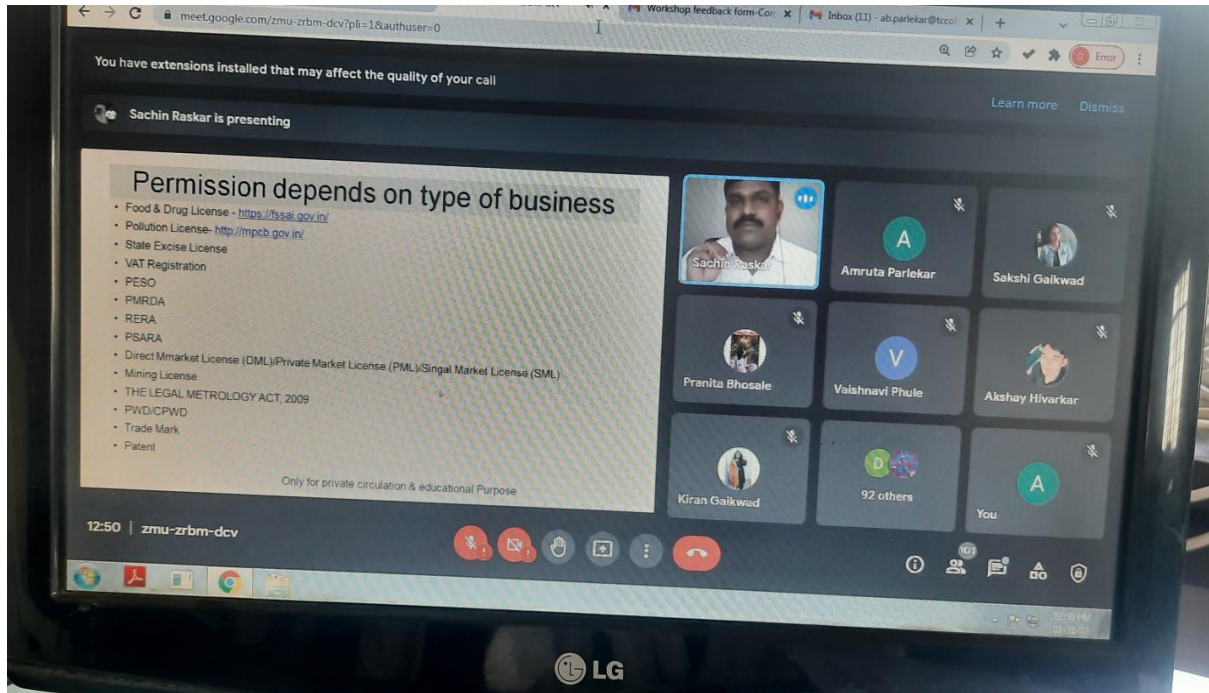 meet.google.com/zmu-zrbm-dcv?pli=1&authuser=0
Workshop feedback form-Con
Inbox (11) - ab.parlekar@tccol
Error
You have extensions installed that may affect the quality of your call
Learn more Dismiss
Sachin Raskar is presenting
Permission depends on type of business
• Food & Drug License - https://fssai.gov.in/
• Pollution License- http://mpcb.gov.in/
• State Excise License
• VAT Registration
• PESO
• PMRDA
• RERA
• PSARA
• Direct Mmarket License (DML)/Private Market License (PML)/Singal Market License (SML)
• Mining License
• THE LEGAL METROLOGY ACT, 2009
• PWD/CPWD
• Trade Mark
• Patent
Only for private circulation & educational Purpose
Sachin Raskar
A
Amruta Parlekar
Sakshi Gaikwad
Pranita Bhosale
V
Vaishnavi Phule
Akshay Hivarkar
Kiran Gaikwad
D
92 others
A
You
12:50 | zmu-zrbm-dcv
101
12:50 PM
LG